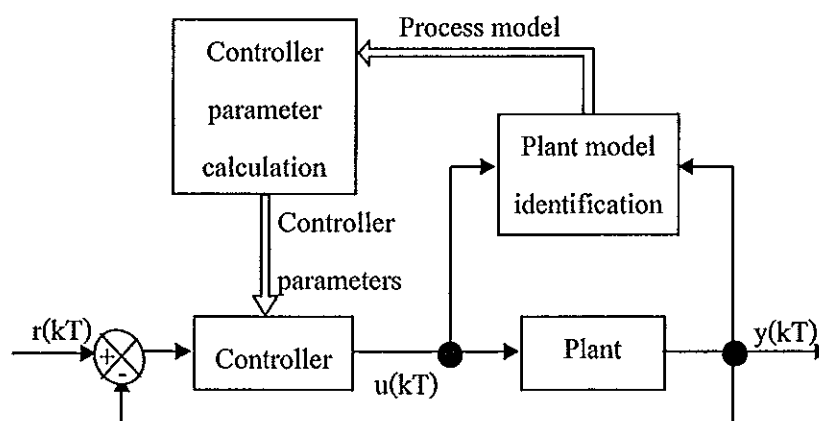 Process model
Controller
parameter
calculation
Plant model
identification
Controller
parameters
r(kT)
+
-
Controller
u(kT)
Plant
y(kT)